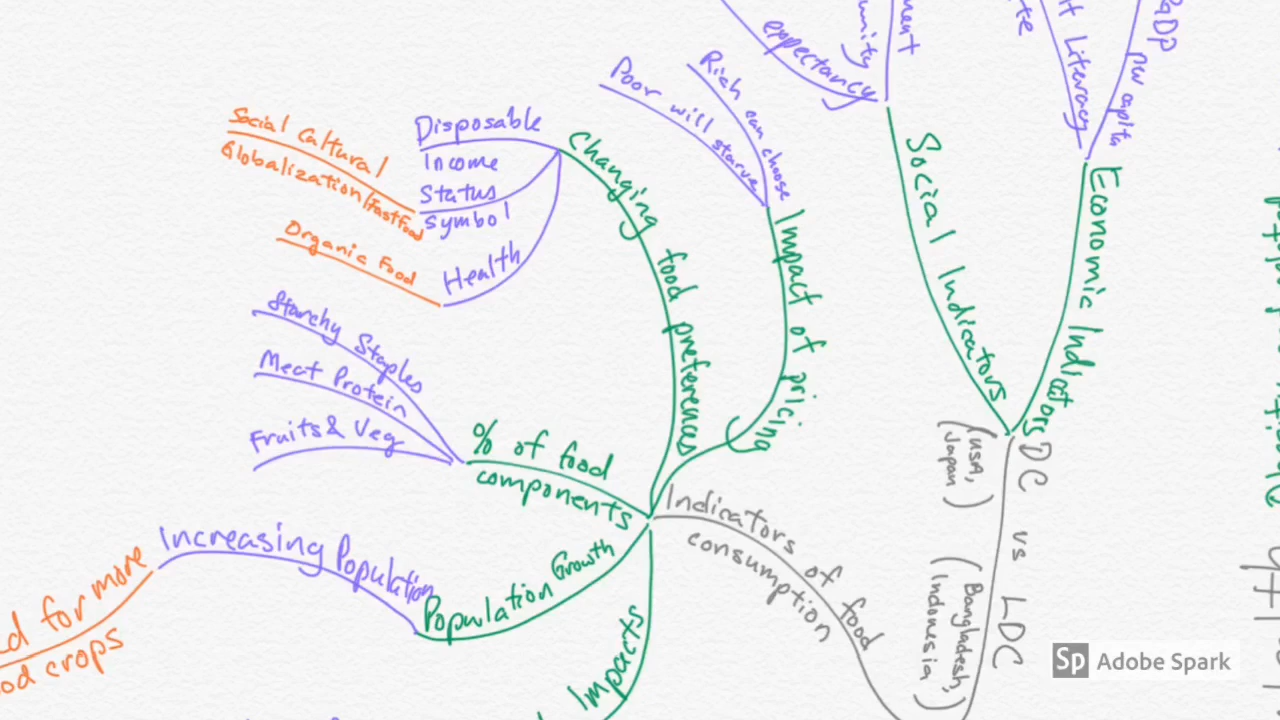 Social Cultural
Globalization/Fast Food
Organic Food
Disposable
Income
Status
Symbol
Health
Changing food preferences
Poor will starve
Rich can choose
Impact of pricing
Starchy Staples
Meat Protein
Fruits & Veg
% of food
components
Increasing Population
Population Growth
for more
crops
Impacts
Indicators of food
consumption
expectancy
Social Indicators
Literacy
GDP per capita
Economic Indicators
DC vs LDC
(USA,
Japan)
(Bangladesh,
Indonesia)
Sp Adobe Spark